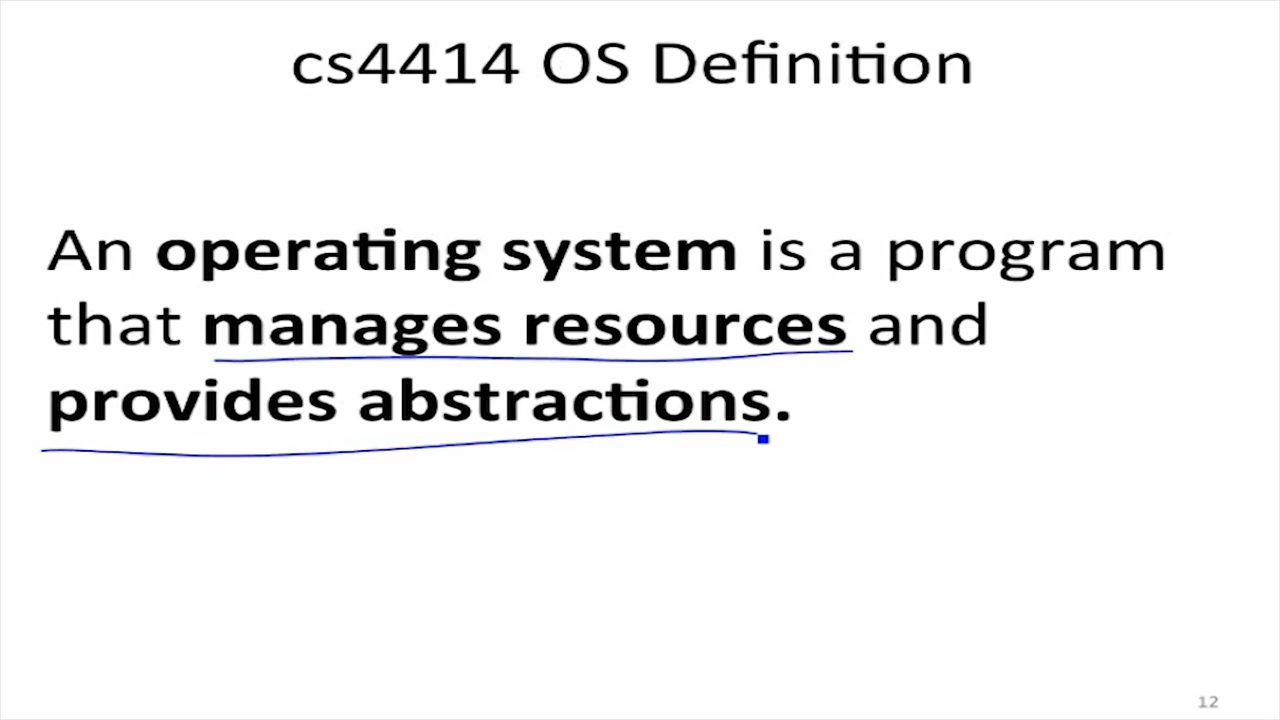 cs4414 OS Definition
An operating system is a program
that manages resources and
provides abstractions.
12